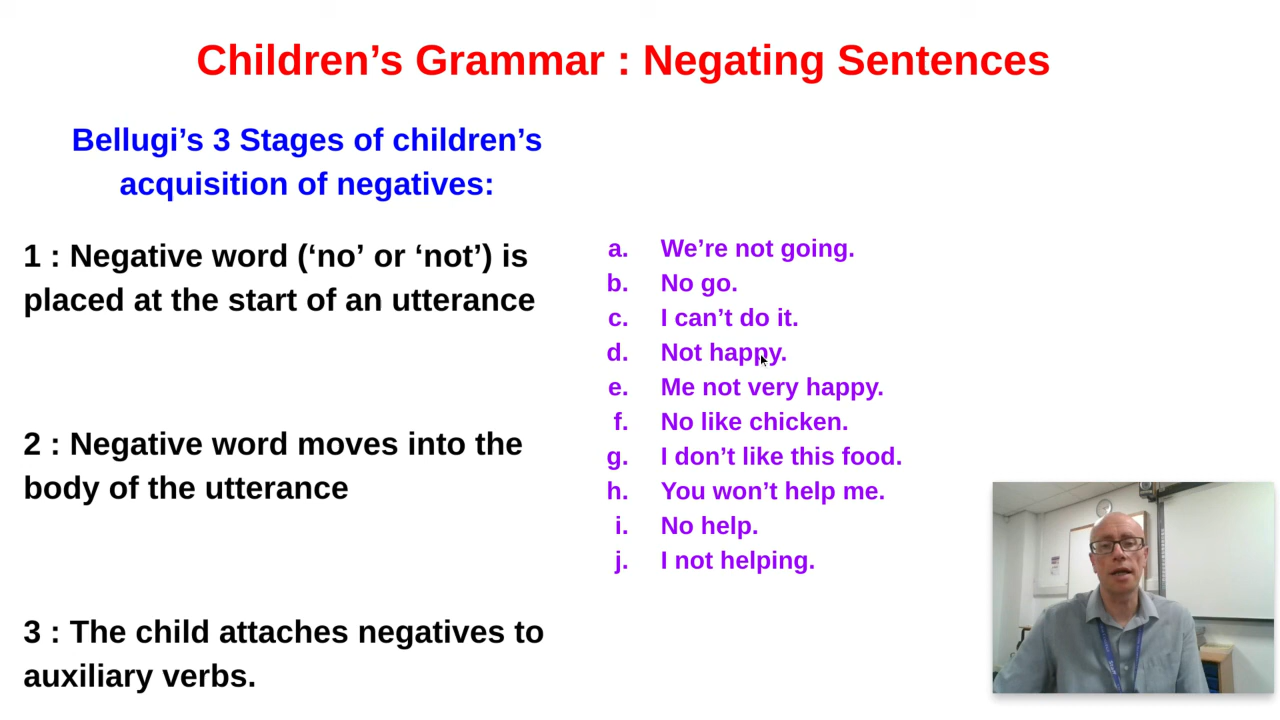 Children’s Grammar : Negating Sentences
Bellugi’s 3 Stages of children’s
acquisition of negatives:
1 : Negative word (‘no’ or ‘not’) is
placed at the start of an utterance
2 : Negative word moves into the
body of the utterance
3 : The child attaches negatives to
auxiliary verbs.
a. We’re not going.
b. No go.
c. I can’t do it.
d. Not happy.
e. Me not very happy.
f. No like chicken.
g. I don’t like this food.
h. You won’t help me.
i. No help.
j. I not helping.